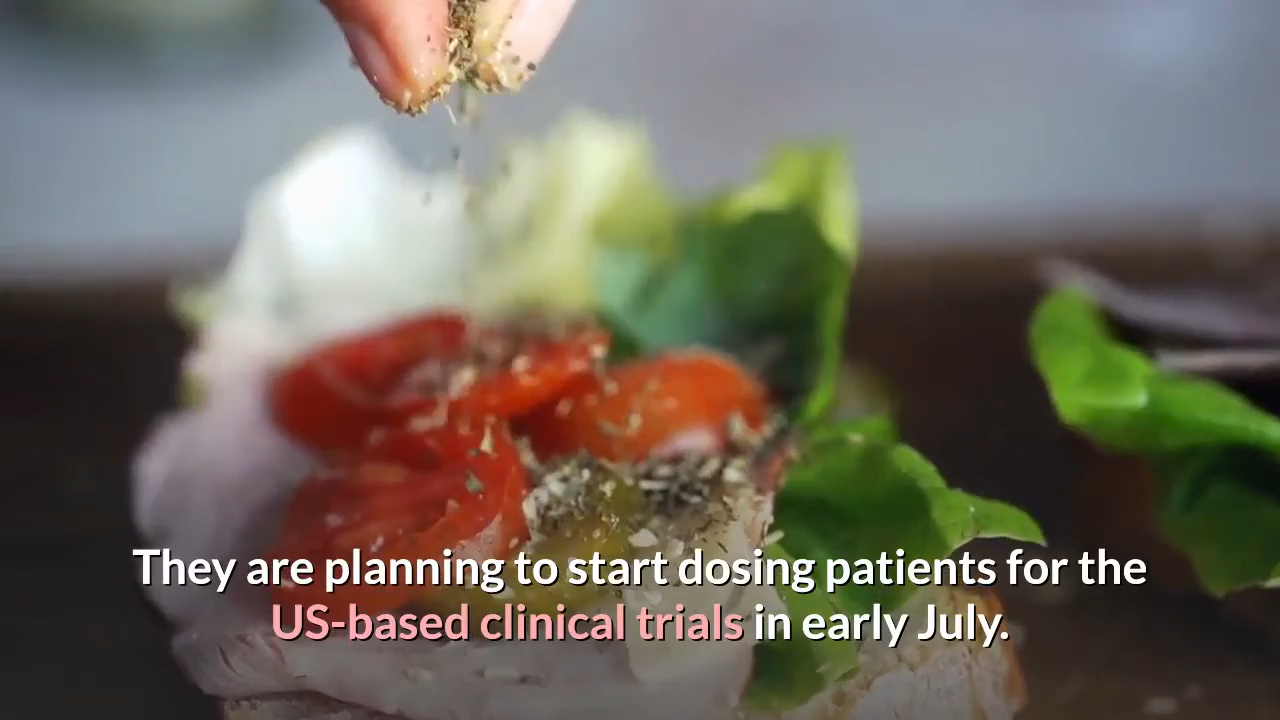 They are planning to start dosing patients for the
US-based clinical trials in early July.